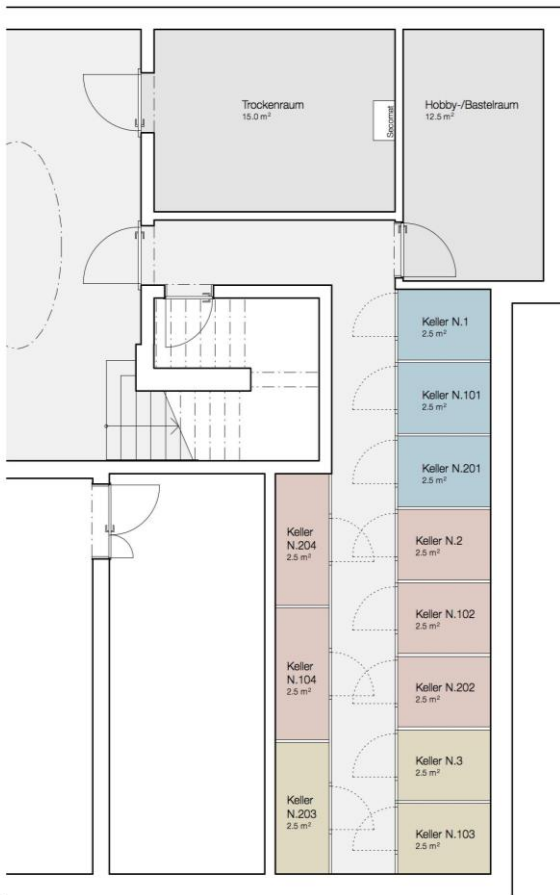 Trockenraum
15.0 m²
Secomat
Hobby-/Bastelraum
12.5 m²
Keller N.1
2.5 m²
Keller N.101
2.5 m²
Keller N.201
2.5 m²
Keller N.2
2.5 m²
Keller N.102
2.5 m²
Keller N.202
2.5 m²
Keller N.3
2.5 m²
Keller N.103
2.5 m²
Keller
N.204
2.5 m²
Keller
N.104
2.5 m²
Keller
N.203
2.5 m²